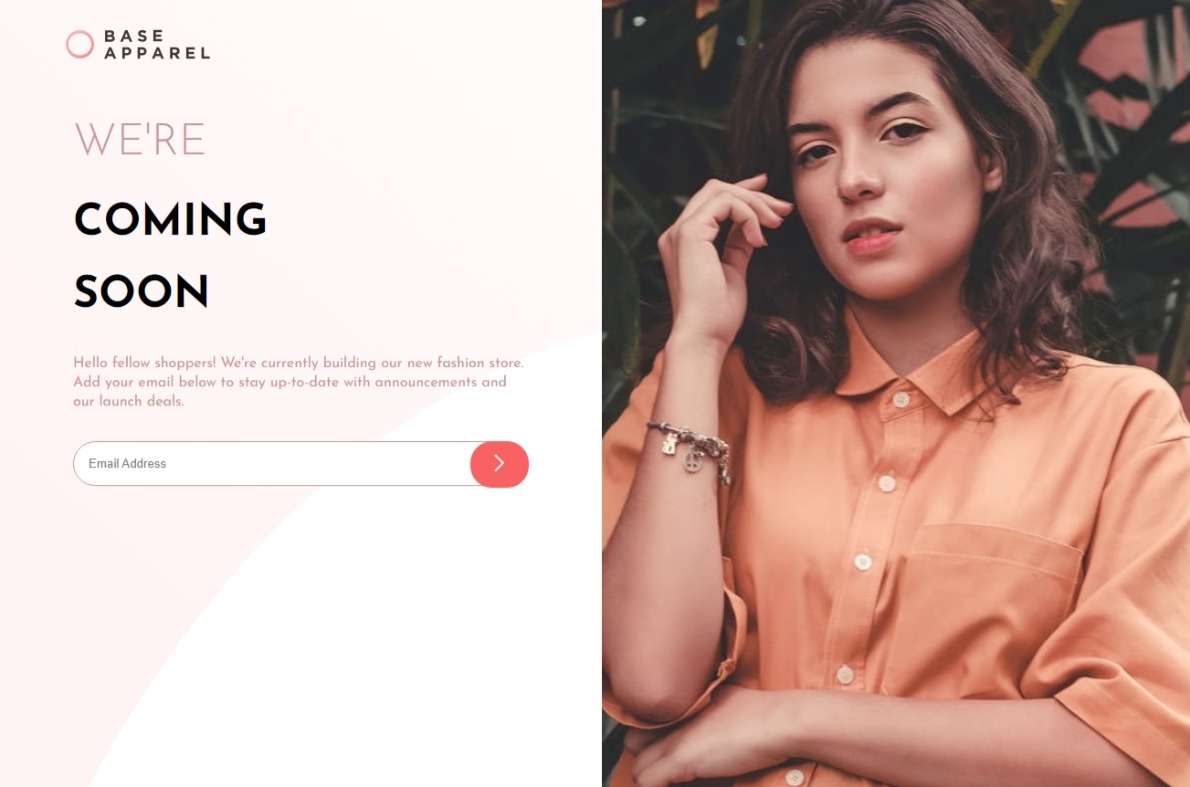 BASE
APPAREL
WE'RE
COMING
SOON
Hello fellow shoppers! We're currently building our new fashion store.
Add your email below to stay up-to-date with announcements and
our launch deals.
Email Address